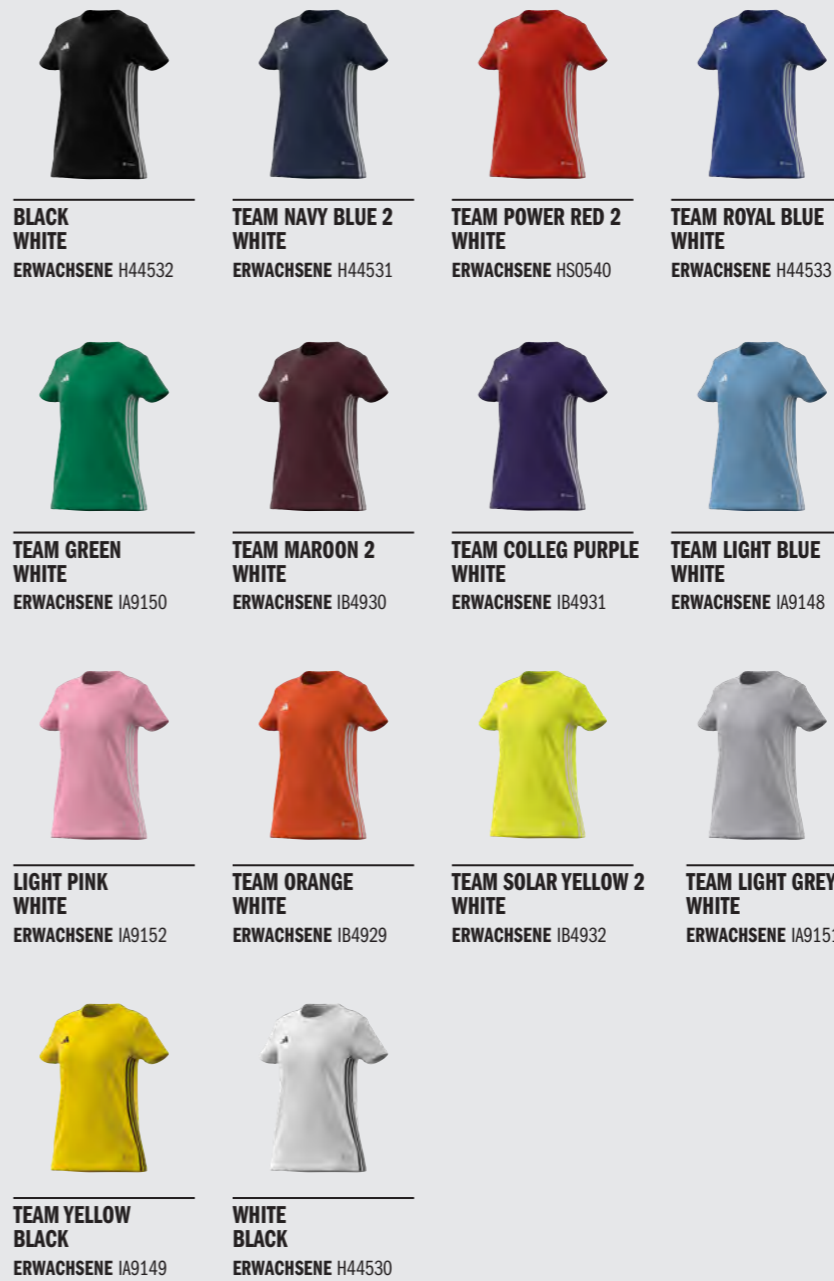 BLACK
WHITE
ERWACHSENE H44532
TEAM NAVY BLUE 2
WHITE
ERWACHSENE H44531
TEAM POWER RED 2
WHITE
ERWACHSENE HS0540
TEAM ROYAL BLUE
WHITE
ERWACHSENE H44533
TEAM GREEN
WHITE
ERWACHSENE IA9150
TEAM MAROON 2
WHITE
ERWACHSENE IB4930
TEAM COLLEG PURPLE
WHITE
ERWACHSENE IB4931
TEAM LIGHT BLUE
WHITE
ERWACHSENE IA9148
LIGHT PINK
WHITE
ERWACHSENE IA9152
TEAM ORANGE
WHITE
ERWACHSENE IB4929
TEAM SOLAR YELLOW 2
WHITE
ERWACHSENE IB4932
TEAM LIGHT GREY
WHITE
ERWACHSENE IA9151
TEAM YELLOW
BLACK
ERWACHSENE IA9149
WHITE
BLACK
ERWACHSENE H44530